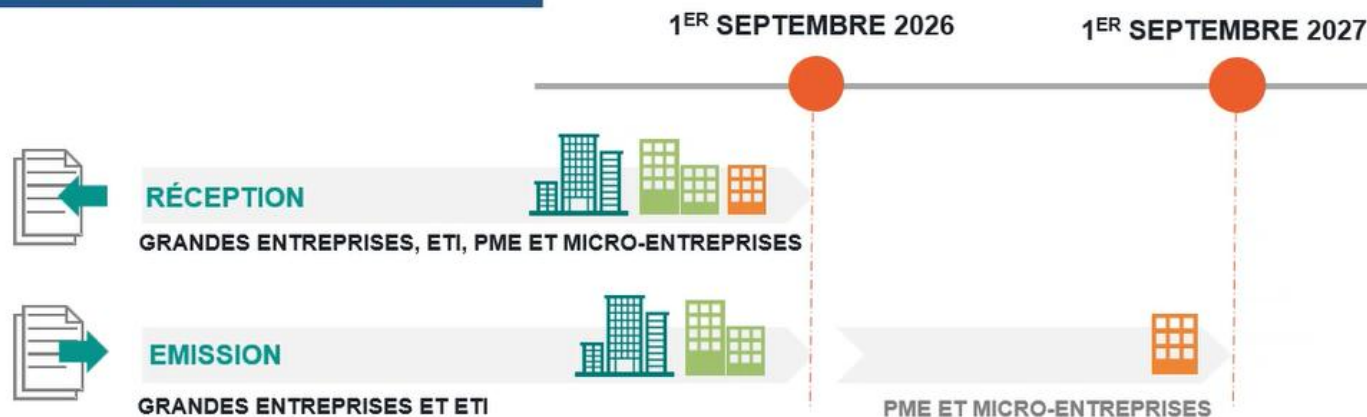 1ER SEPTEMBRE 2026
1ER SEPTEMBRE 2027
RÉCEPTION
GRANDES ENTREPRISES, ETI, PME ET MICRO-ENTREPRISES
EMISSION
GRANDES ENTREPRISES ET ETI
PME ET MICRO-ENTREPRISES